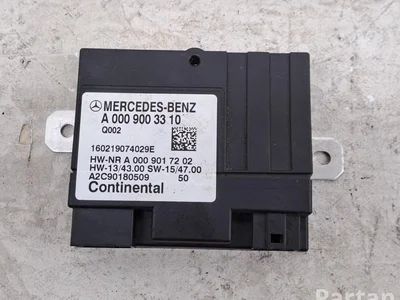 MERCEDES-BENZ
A 000 900 33 10
Q002
160219074029E
HW-NR A 000 901 72 02
HW-13/43.00 SW-15/47.00
A2C90180509 50
Continental
Partan